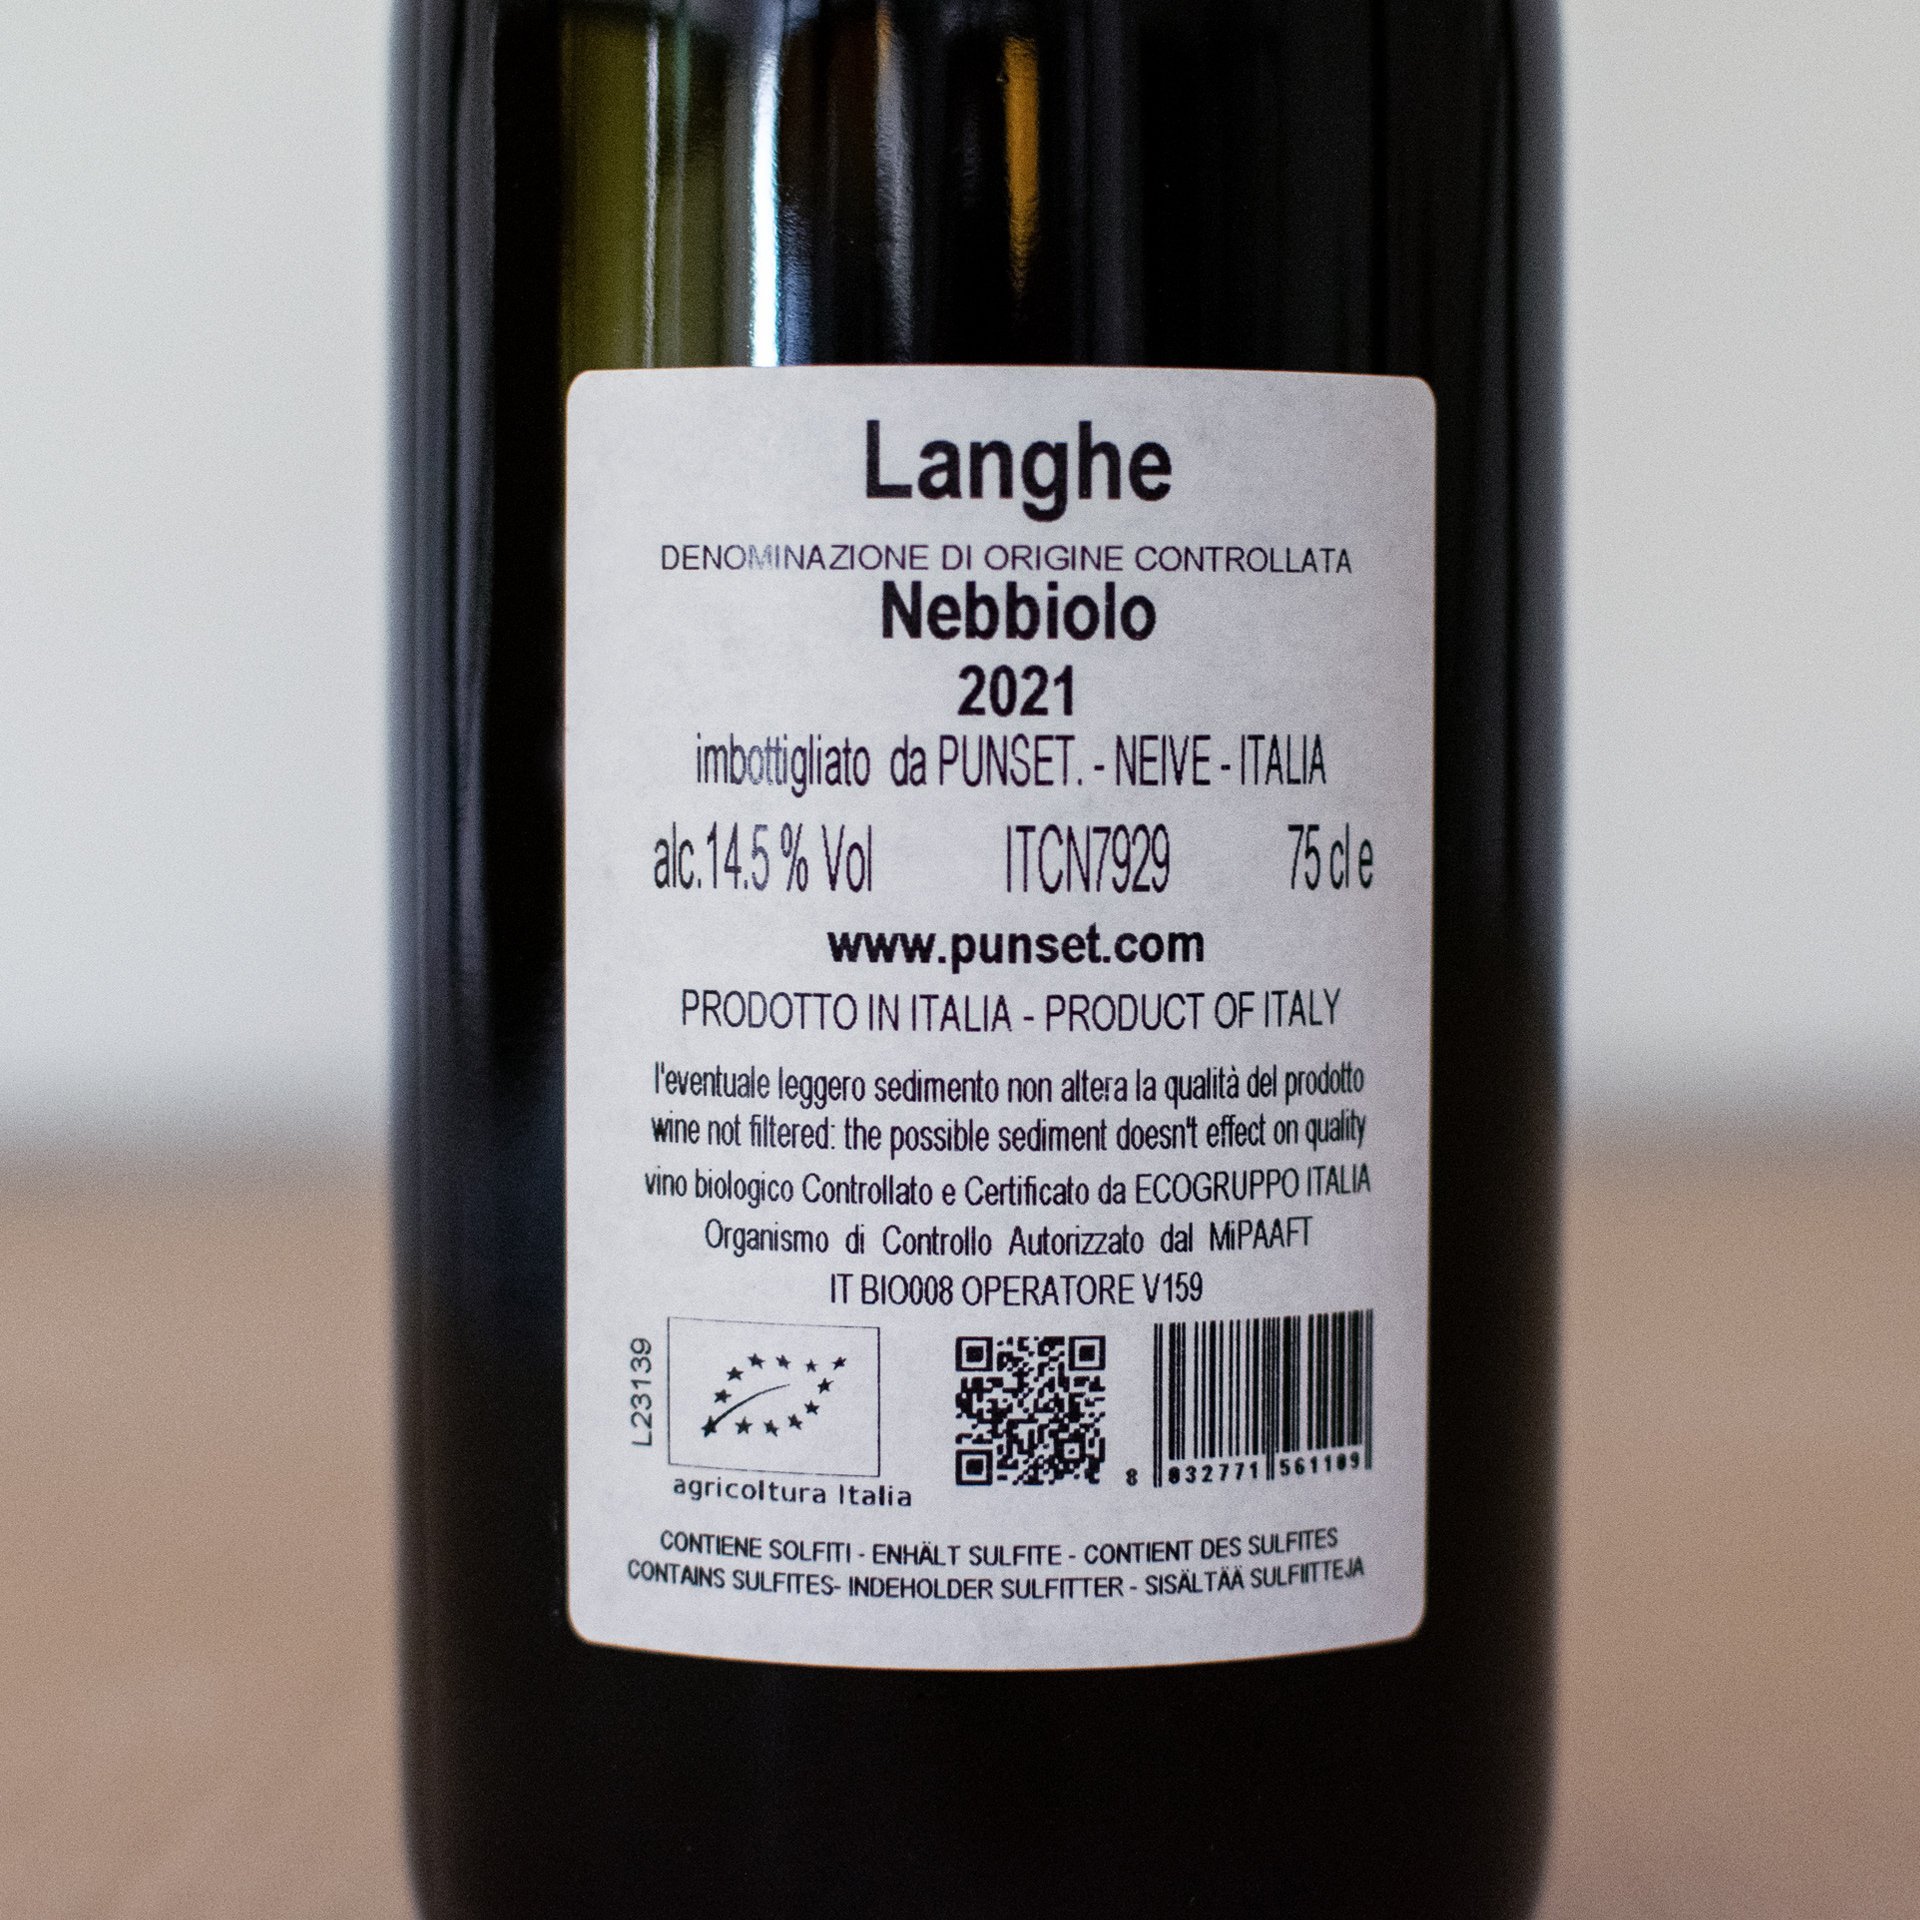 Langhe
DENOMINAZIONE DI ORIGINE CONTROLLATA
Nebbiolo
2021
imbottigliato da PUNSET. - NEIVE - ITALIA
alc.14.5 % Vol ITCN7929 75 cl e
www.punset.com
PRODOTTO IN ITALIA - PRODUCT OF ITALY
l'eventuale leggero sedimento non altera la qualità del prodotto
wine not filtered: the possible sediment doesn't effect on quality
vino biologico Controllato e Certificato da ECOGRUPPO ITALIA
Organismo di Controllo Autorizzato dal MiPAAFT
IT BIO008 OPERATORE V159
L23139
agricoltura Italia
8 032771 561109
CONTIENE SOLFITI - ENHÄLT SULFITE - CONTIENT DES SULFITES
CONTAINS SULFITES- INDEHOLDER SULFITTER - SISÄLTÄÄ SULFIITTEJA